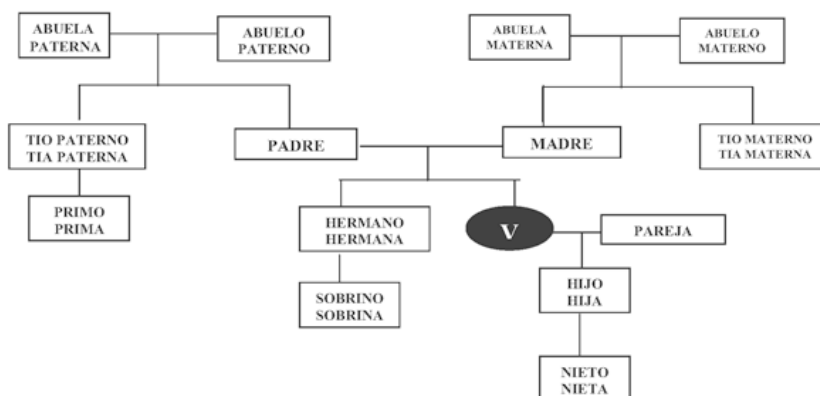 ABUELA
PATERNA
ABUELO
PATERNO
ABUELA
MATERNA
ABUELO
MATERNO
TIO PATERNO
TIA PATERNA
PADRE
MADRE
TIO MATERNO
TIA MATERNA
PRIMO
PRIMA
HERMANO
HERMANA
V
PAREJA
SOBRINO
SOBRINA
HIJO
HIJA
NIETO
NIETA